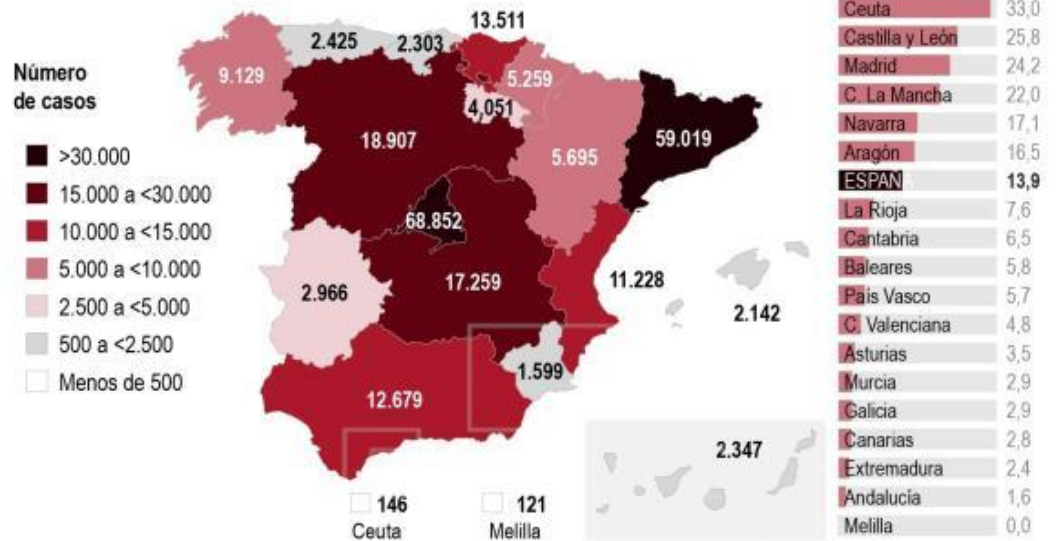 Número
de casos
>30.000
15.000 a <30.000
10.000 a <15.000
5.000 a <10.000
2.500 a <5.000
500 a <2.500
Menos de 500
13.511
2.425
2.303
9.129
5.259
4.051
18.907
59.019
5.695
68.852
2.966
17.259
11.228
2.142
1.599
12.679
2.347
146
Ceuta
121
Melilla
Ceuta 33,0
Castilla y León 25,8
Madrid 24,2
C. La Mancha 22,0
Navarra 17,1
Aragón 16,5
ESPAÑ 13,9
La Rioja 7,6
Cantabria 6,5
Baleares 5,8
País Vasco 5,7
C. Valenciana 4,8
Asturias 3,5
Murcia 2,9
Galicia 2,9
Canarias 2,8
Extremadura 2,4
Andalucía 1,6
Melilla 0,0